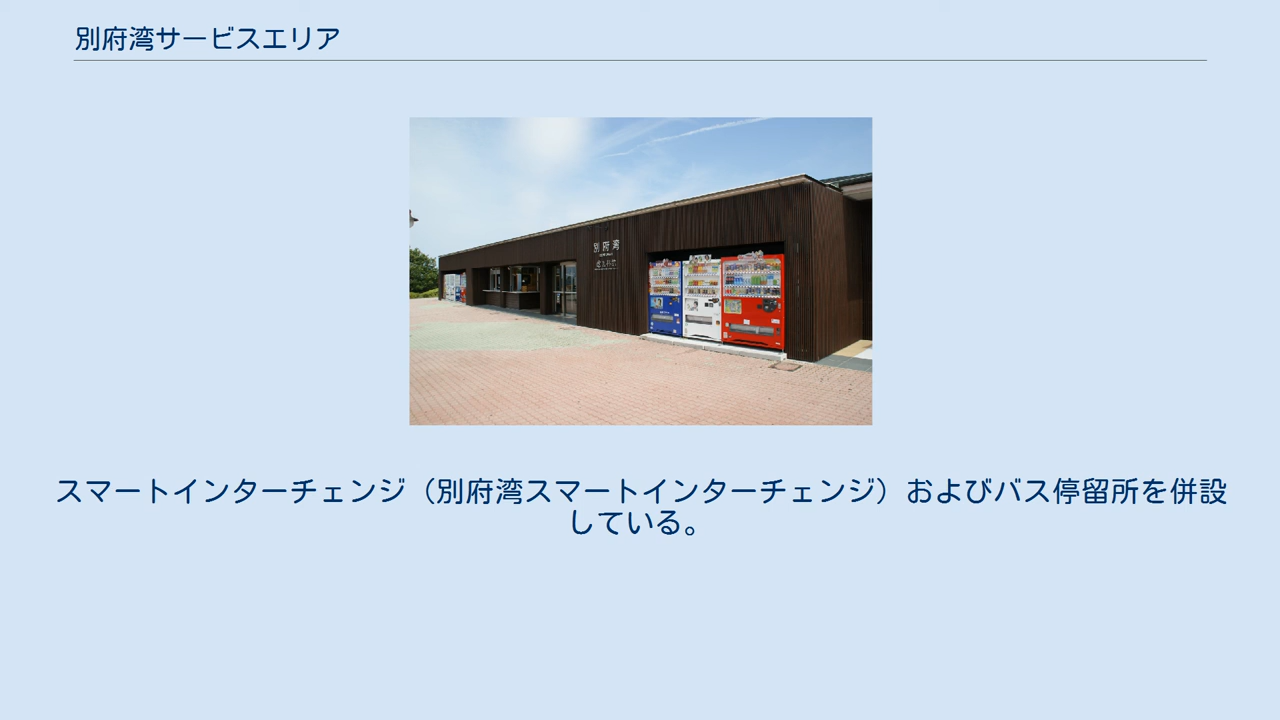 別府湾サービスエリア
別府湾
スマートインターチェンジ（別府湾スマートインターチェンジ）およびバス停留所を併設
している。